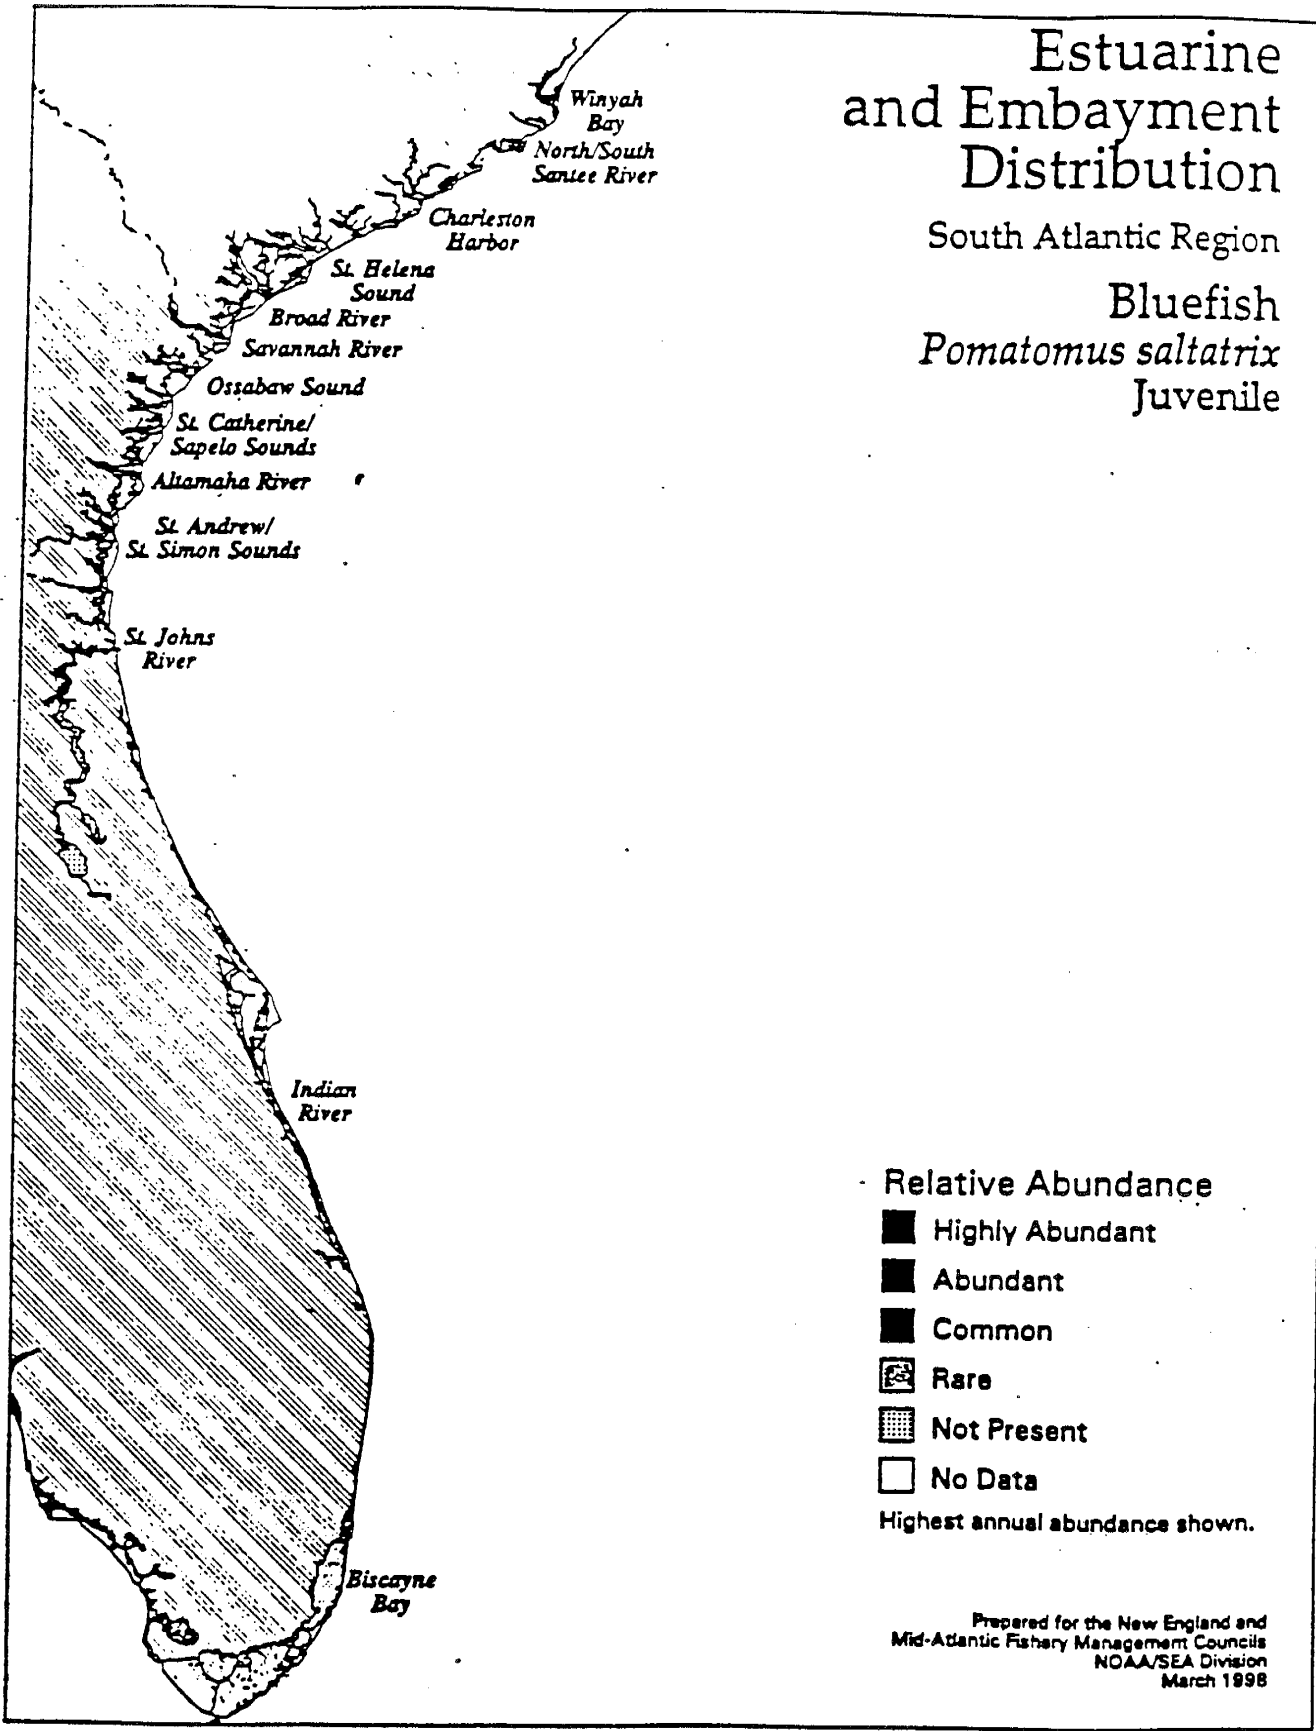 Estuarine
and Embayment
Distribution
South Atlantic Region
Bluefish
Pomatomus saltatrix
Juvenile
Winyah
Bay
North/South
Santee River
Charleston
Harbor
St. Helena
Sound
Broad River
Savannah River
Ossabaw Sound
St. Catherine/
Sapelo Sounds
Altamaha River
St. Andrew/
St. Simon Sounds
St. Johns
River
Indian
River
Biscayne
Bay
Relative Abundance
Highly Abundant
Abundant
Common
Rare
Not Present
No Data
Highest annual abundance shown.
Prepared for the New England and
Mid-Atlantic Fishery Management Councils
NOAA/SEA Division
March 1998